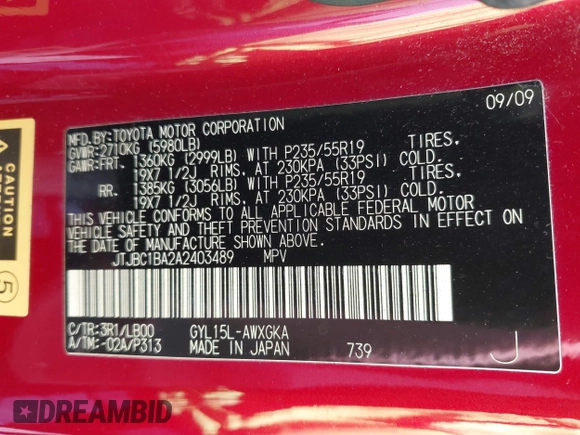 09/09
MFD.BY:TOYOTA MOTOR CORPORATION
GVWR:2710KG (5980LB)
GAWR:FRT. 1360KG (2999LB) WITH P235/55R19 TIRES,
19X7 1/2J RIMS, AT 230KPA (33PSI) COLD.
RR. 1385KG (3056LB) WITH P235/55R19 TIRES,
19X7 1/2J RIMS, AT 230KPA (33PSI) COLD.
THIS VEHICLE CONFORMS TO ALL APPLICABLE FEDERAL MOTOR
VEHICLE SAFETY AND THEFT PREVENTION STANDARDS IN EFFECT ON
THE DATE OF MANUFACTURE SHOWN ABOVE.
JTJBC1BA2A2403489 MPV
C/TR:3R1/LB00 GYL15L-AWXGKA
A/TM:-02A/P313 MADE IN JAPAN 739 J
CAUTION
5
DREAMBID